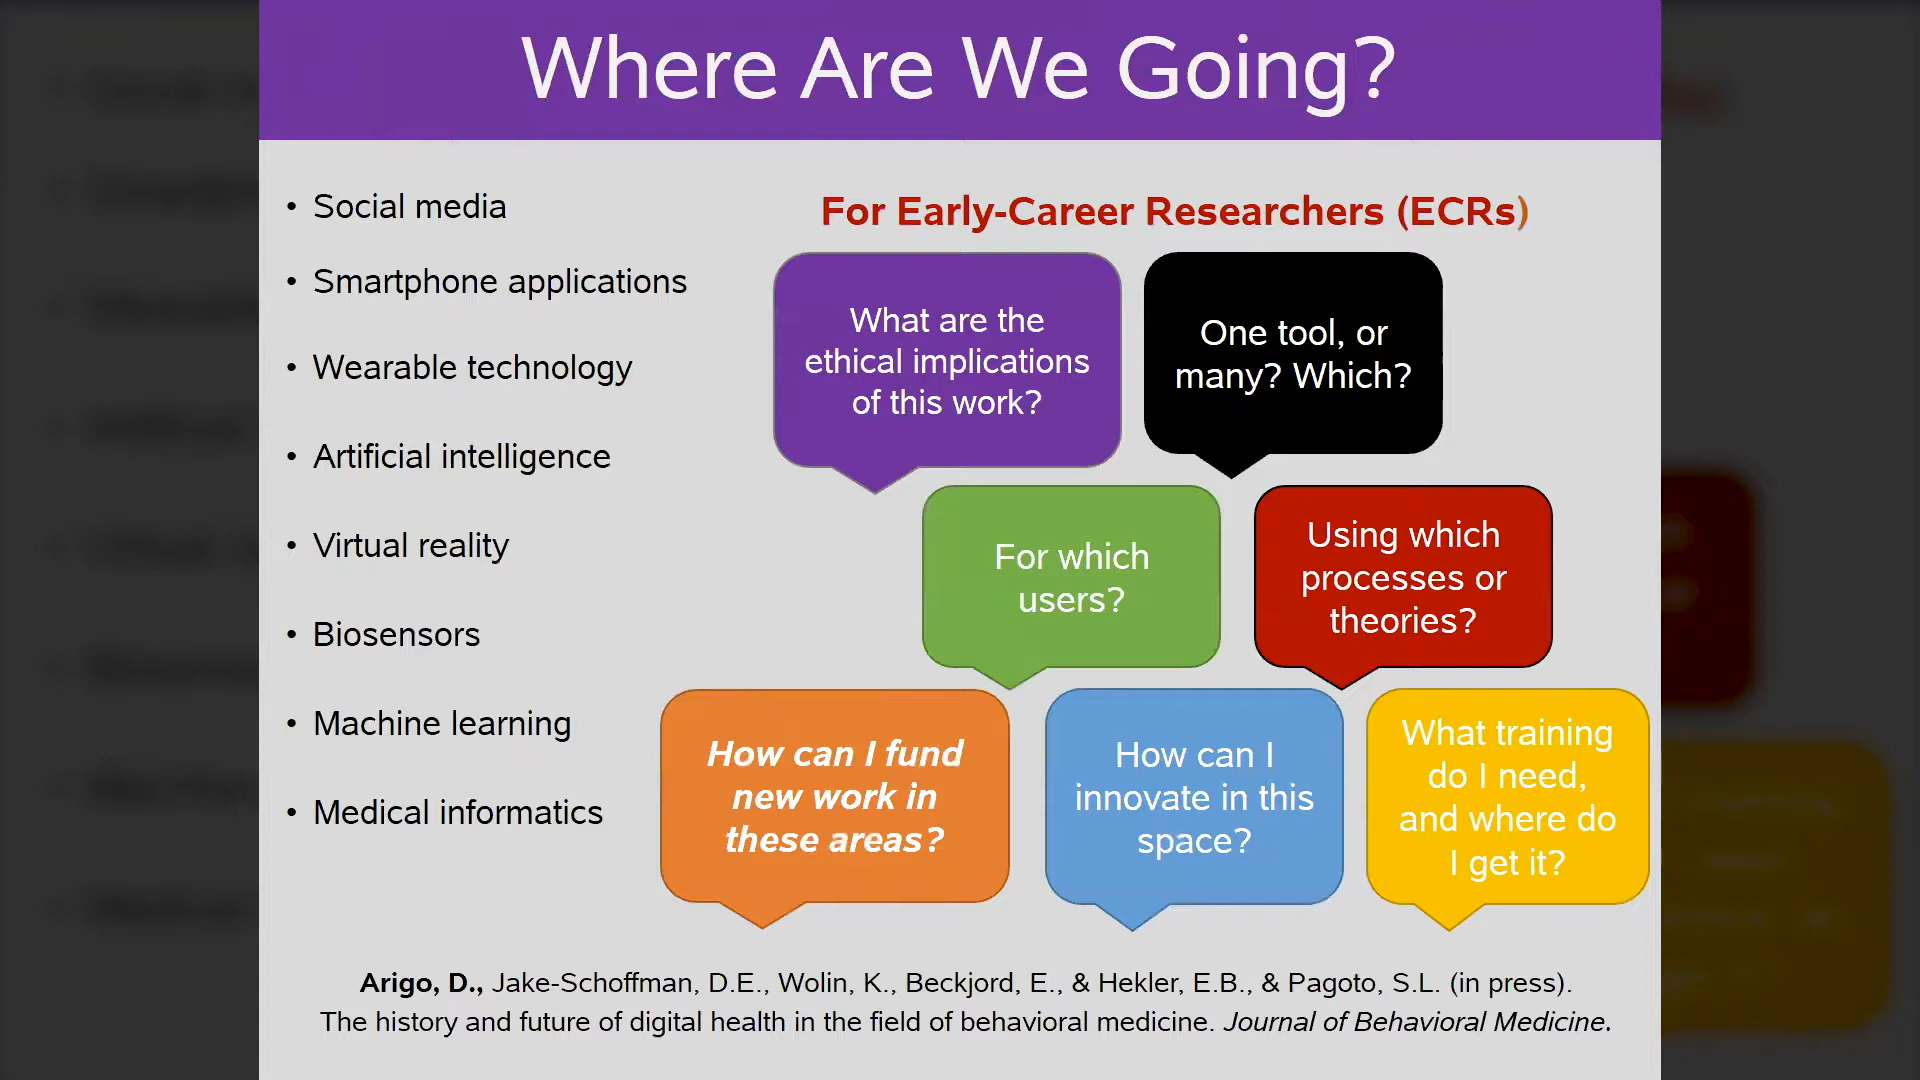 Where Are We Going?
• Social media
• Smartphone applications
• Wearable technology
• Artificial intelligence
• Virtual reality
• Biosensors
• Machine learning
• Medical informatics
For Early-Career Researchers (ECRs)
What are the
ethical implications
of this work?
One tool, or
many? Which?
For which
users?
Using which
processes or
theories?
How can I fund
new work in
these areas?
How can I
innovate in this
space?
What training
do I need,
and where do
I get it?
Arigo, D., Jake-Schoffman, D.E., Wolin, K., Beckjord, E., & Hekler, E.B., & Pagoto, S.L. (in press).
The history and future of digital health in the field of behavioral medicine. Journal of Behavioral Medicine.